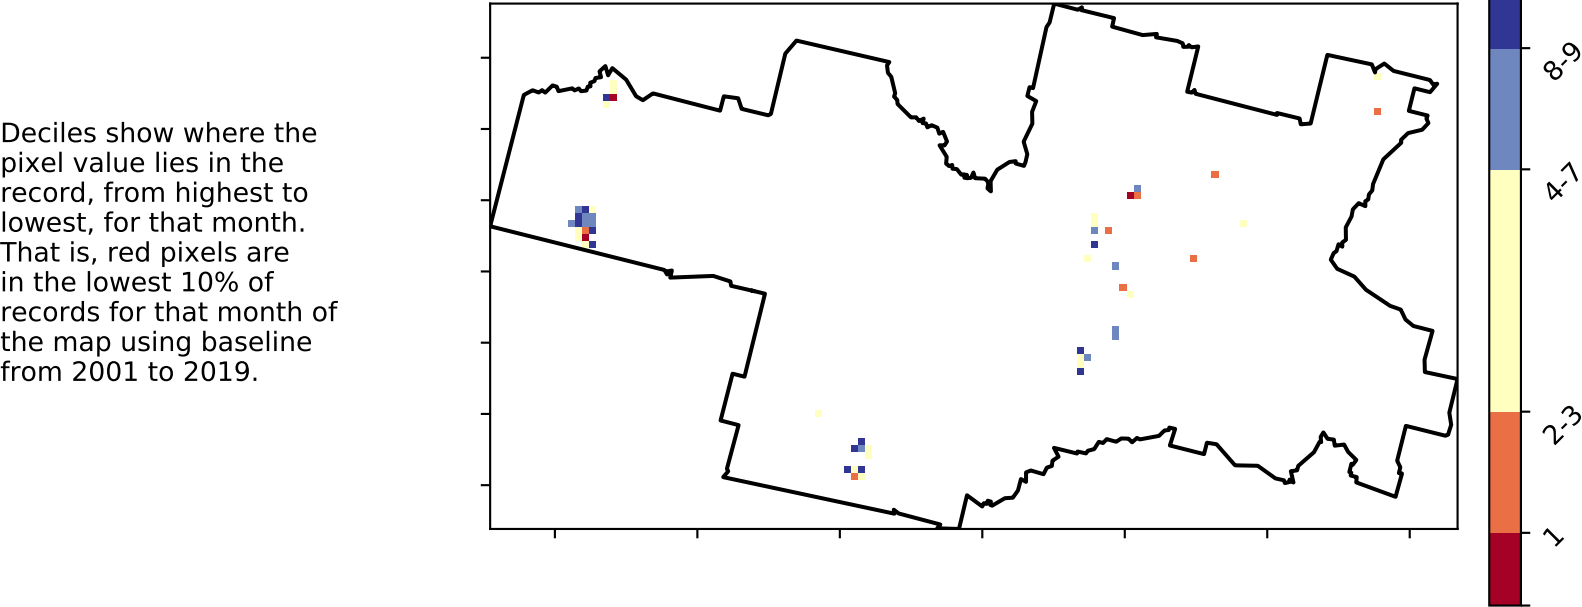 Deciles show where the
pixel value lies in the
record, from highest to
lowest, for that month.
That is, red pixels are
in the lowest 10% of
records for that month of
the map using baseline
from 2001 to 2019.
8-9
4-7
2-3
1